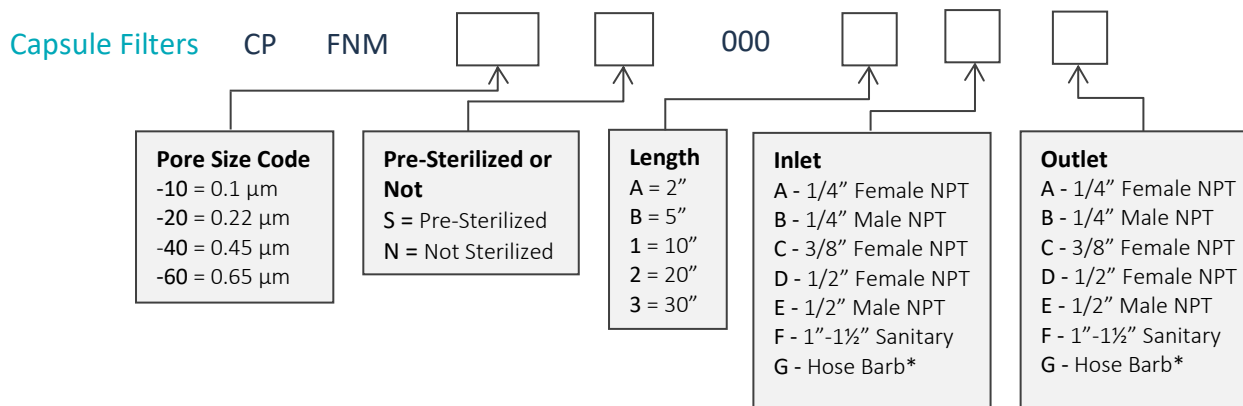 Capsule Filters CP FNM 000
Pore Size Code
-10 = 0.1 µm
-20 = 0.22 µm
-40 = 0.45 µm
-60 = 0.65 µm
Pre-Sterilized or
Not
S = Pre-Sterilized
N = Not Sterilized
Length
A = 2”
B = 5”
1 = 10”
2 = 20”
3 = 30”
Inlet
A - 1/4” Female NPT
B - 1/4” Male NPT
C - 3/8” Female NPT
D - 1/2” Female NPT
E - 1/2” Male NPT
F - 1”-1½” Sanitary
G - Hose Barb*
Outlet
A - 1/4” Female NPT
B - 1/4” Male NPT
C - 3/8” Female NPT
D - 1/2” Female NPT
E - 1/2” Male NPT
F - 1”-1½” Sanitary
G - Hose Barb*